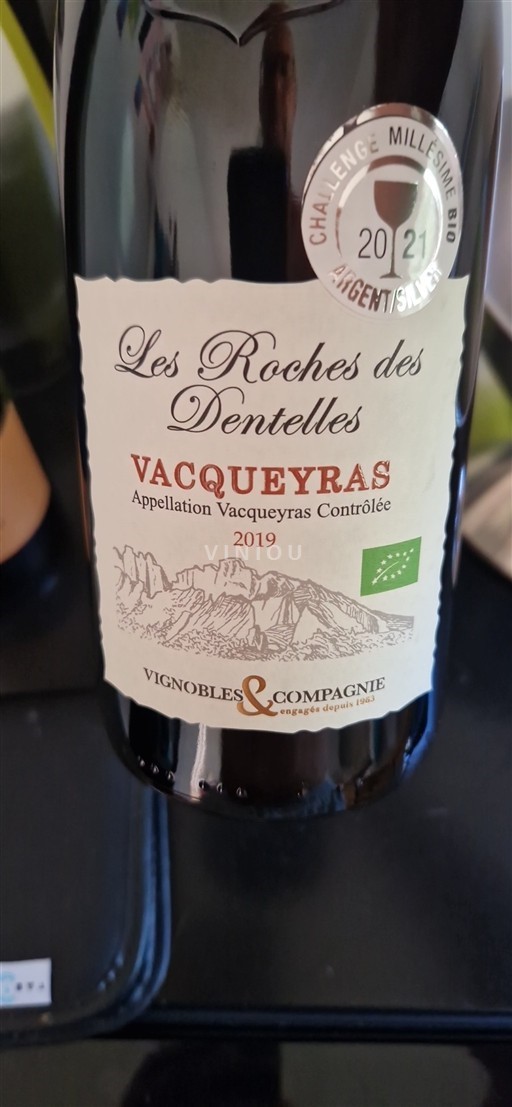 CHALLENGE MILLÉSIME BIO
2021
ARGENT/SILVER
Les Roches des
Dentelles
VACQUEYRAS
Appellation Vacqueyras Contrôlée
2019
VINIOU
VIGNOBLES & COMPAGNIE
engagés depuis 1963